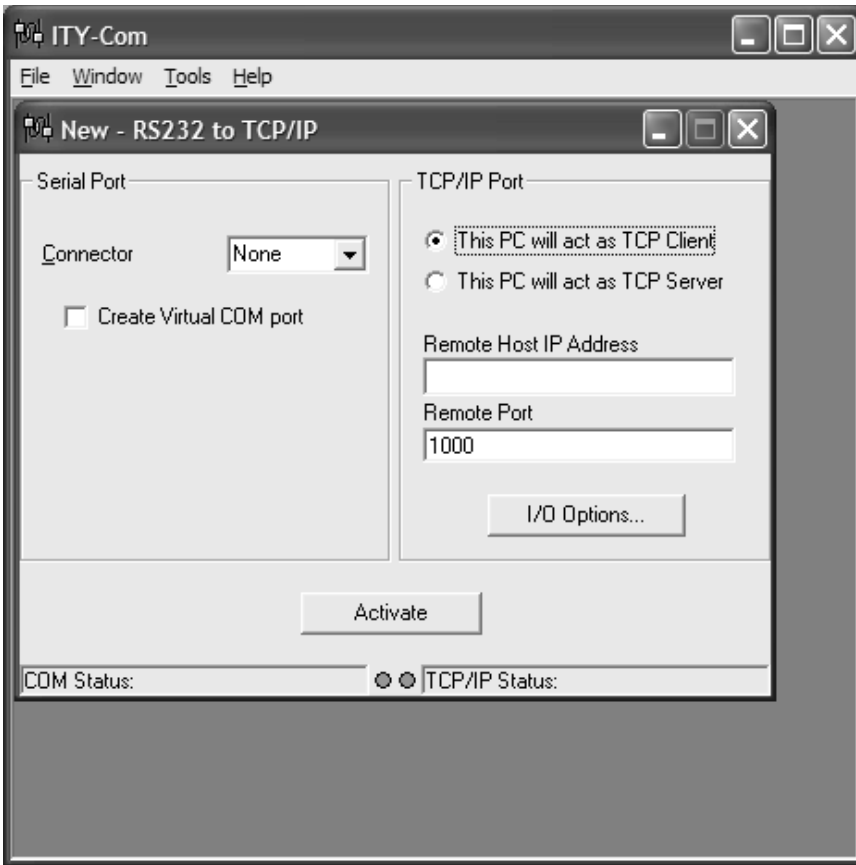 ITY-Com
File Window Tools Help
New - RS232 to TCP/IP
Serial Port
Connector None
Create Virtual COM port
TCP/IP Port
This PC will act as TCP Client
This PC will act as TCP Server
Remote Host IP Address
Remote Port
1000
I/O Options...
Activate
COM Status:
TCP/IP Status: